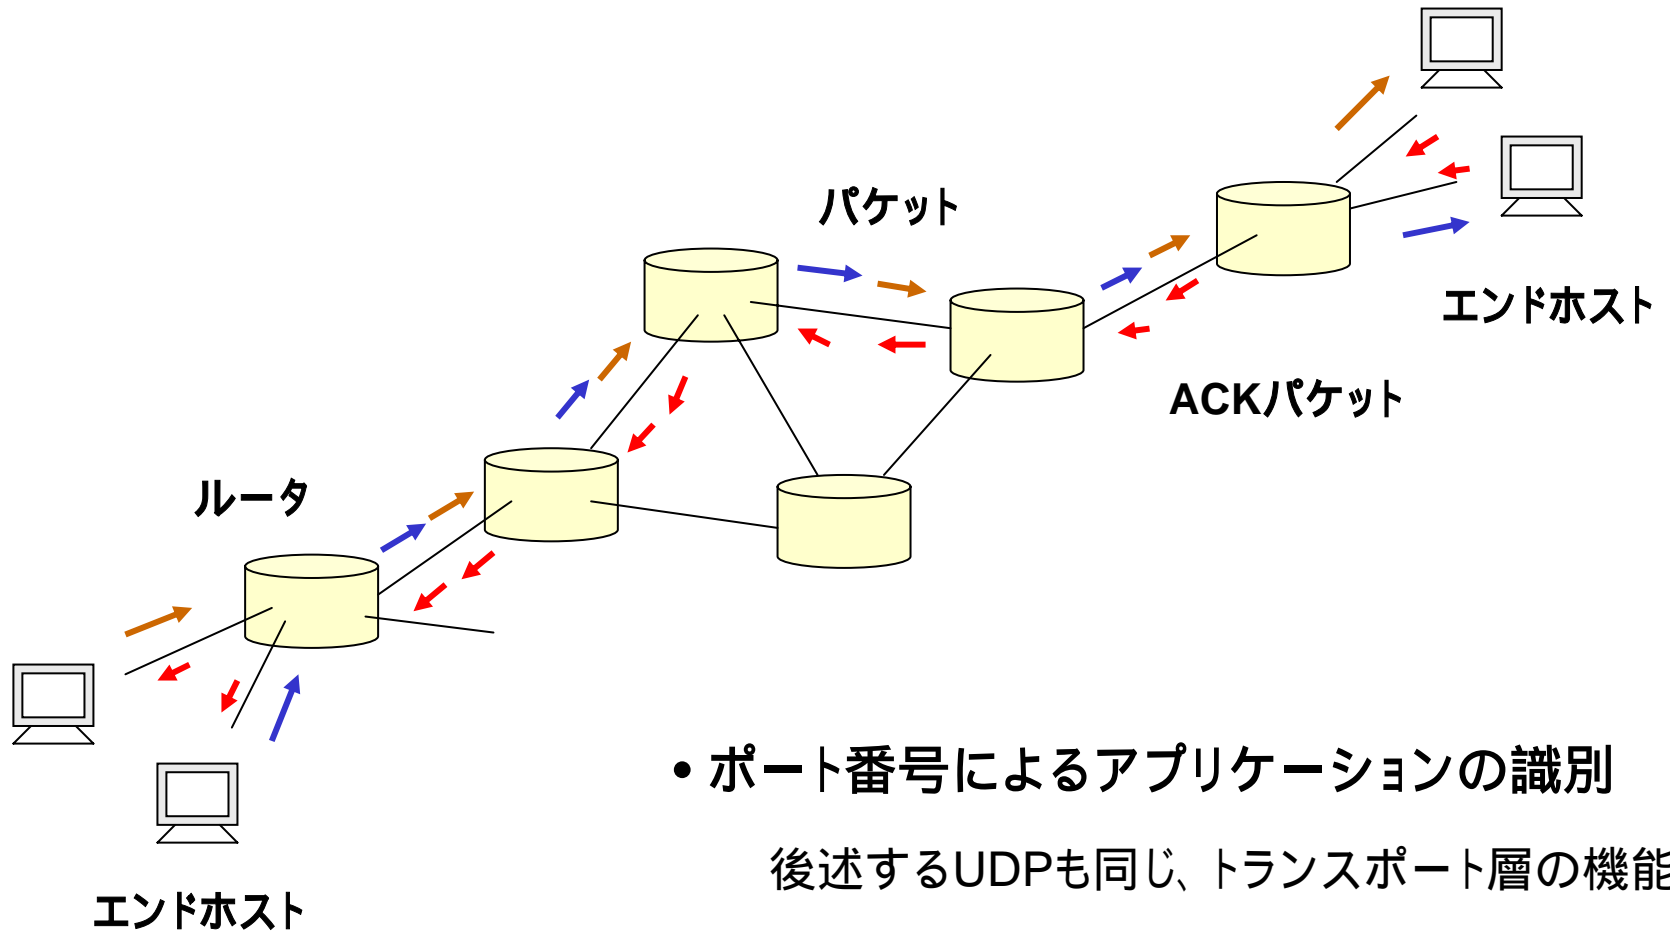 パケット
エンドホスト
ACKパケット
ルータ
• ポート番号によるアプリケーションの識別
後述するUDPも同じ、トランスポート層の機能
エンドホスト